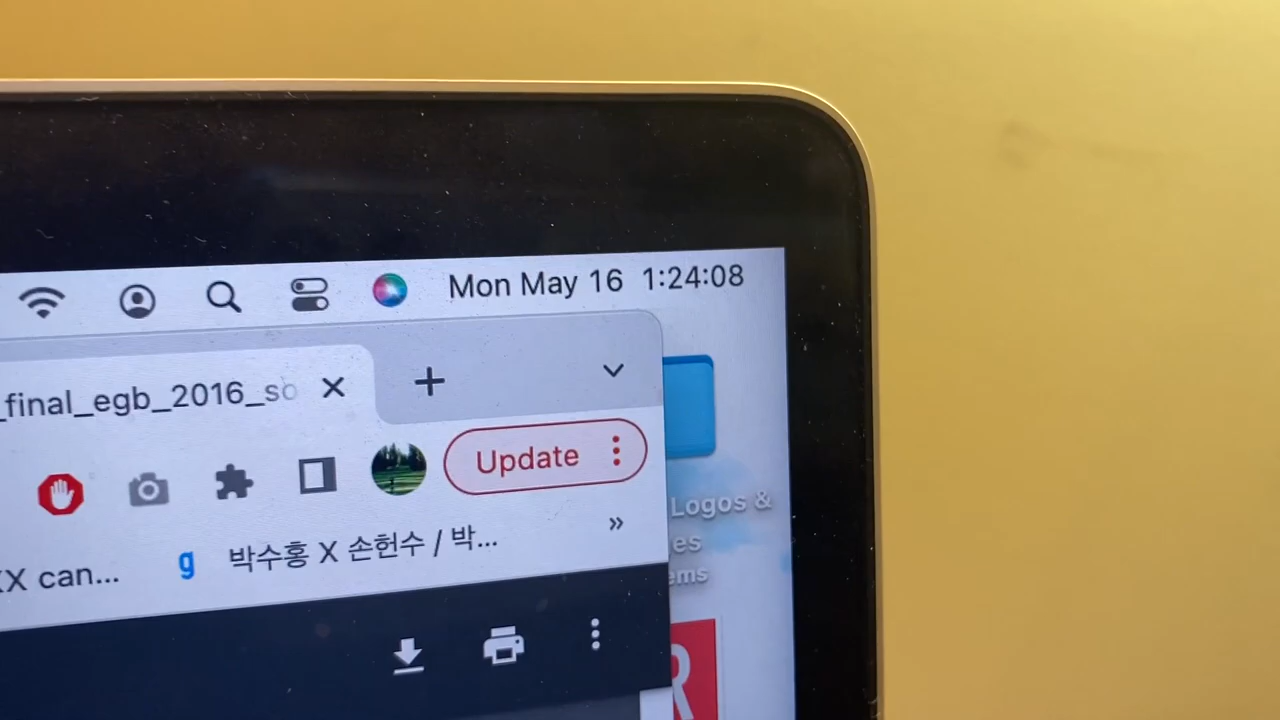 Mon May 16 1:24:08
_final_egb_2016_so
Update
Logos &
es
ems
X can...
g 박수홍 X 손헌수 / 박...
»
R